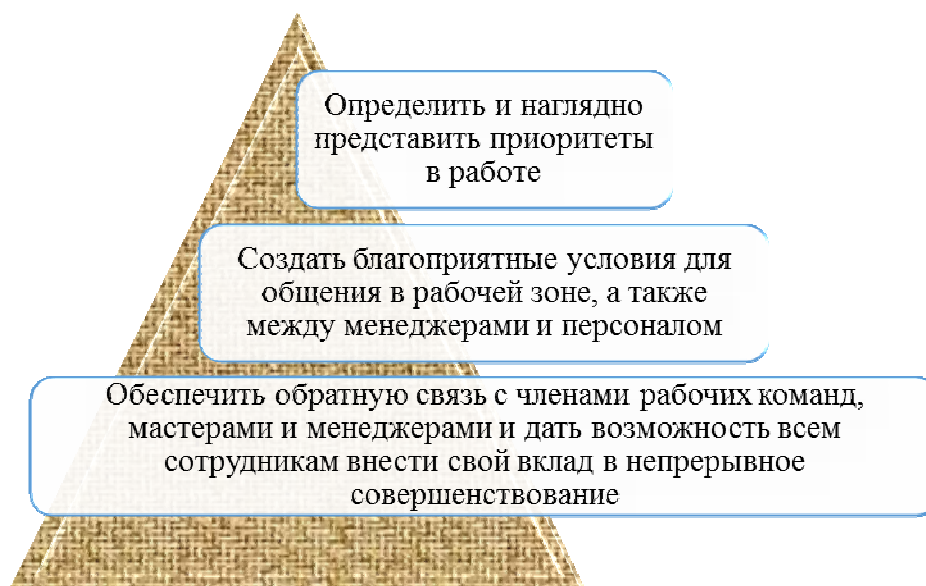 Определить и наглядно
представить приоритеты
в работе
Создать благоприятные условия для
общения в рабочей зоне, а также
между менеджерами и персоналом
Обеспечить обратную связь с членами рабочих команд,
мастерами и менеджерами и дать возможность всем
сотрудникам внести свой вклад в непрерывное
совершенствование